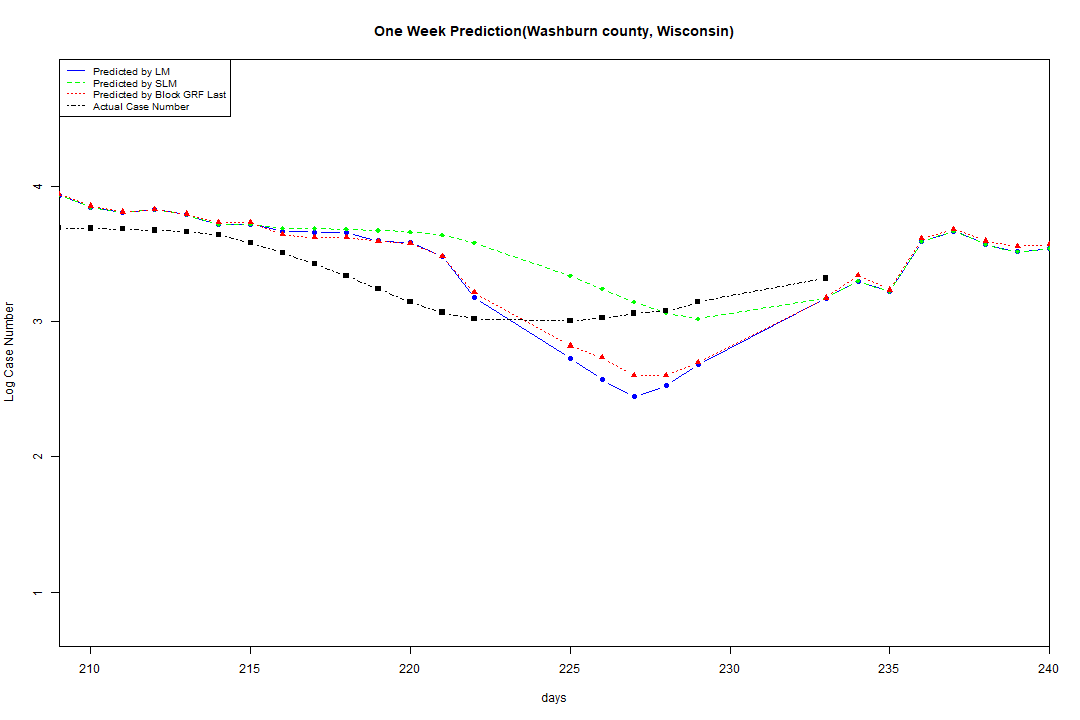 One Week Prediction(Washburn county, Wisconsin)
Predicted by LM
Predicted by SLM
Predicted by Block GRF Last
Actual Case Number
4
3
2
1
Log Case Number
210 215 220 225 230 235 240
days